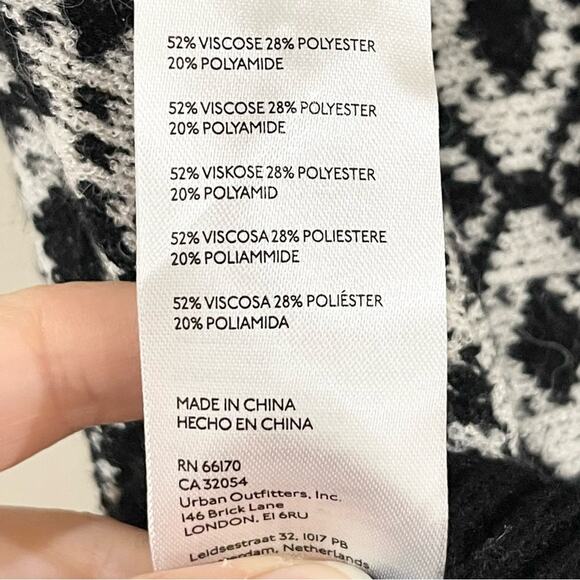 52% VISCOSE 28% POLYESTER
20% POLYAMIDE
52% VISCOSE 28% POLYESTER
20% POLYAMIDE
52% VISKOSE 28% POLYESTER
20% POLYAMID
52% VISCOSA 28% POLIESTERE
20% POLIAMMIDE
52% VISCOSA 28% POLIÉSTER
20% POLIAMIDA
MADE IN CHINA
HECHO EN CHINA
RN 66170
CA 32054
Urban Outfitters, Inc.
146 Brick Lane
LONDON, E1 6RU
Leidsestraat 32, 1017 PB
Netherlands